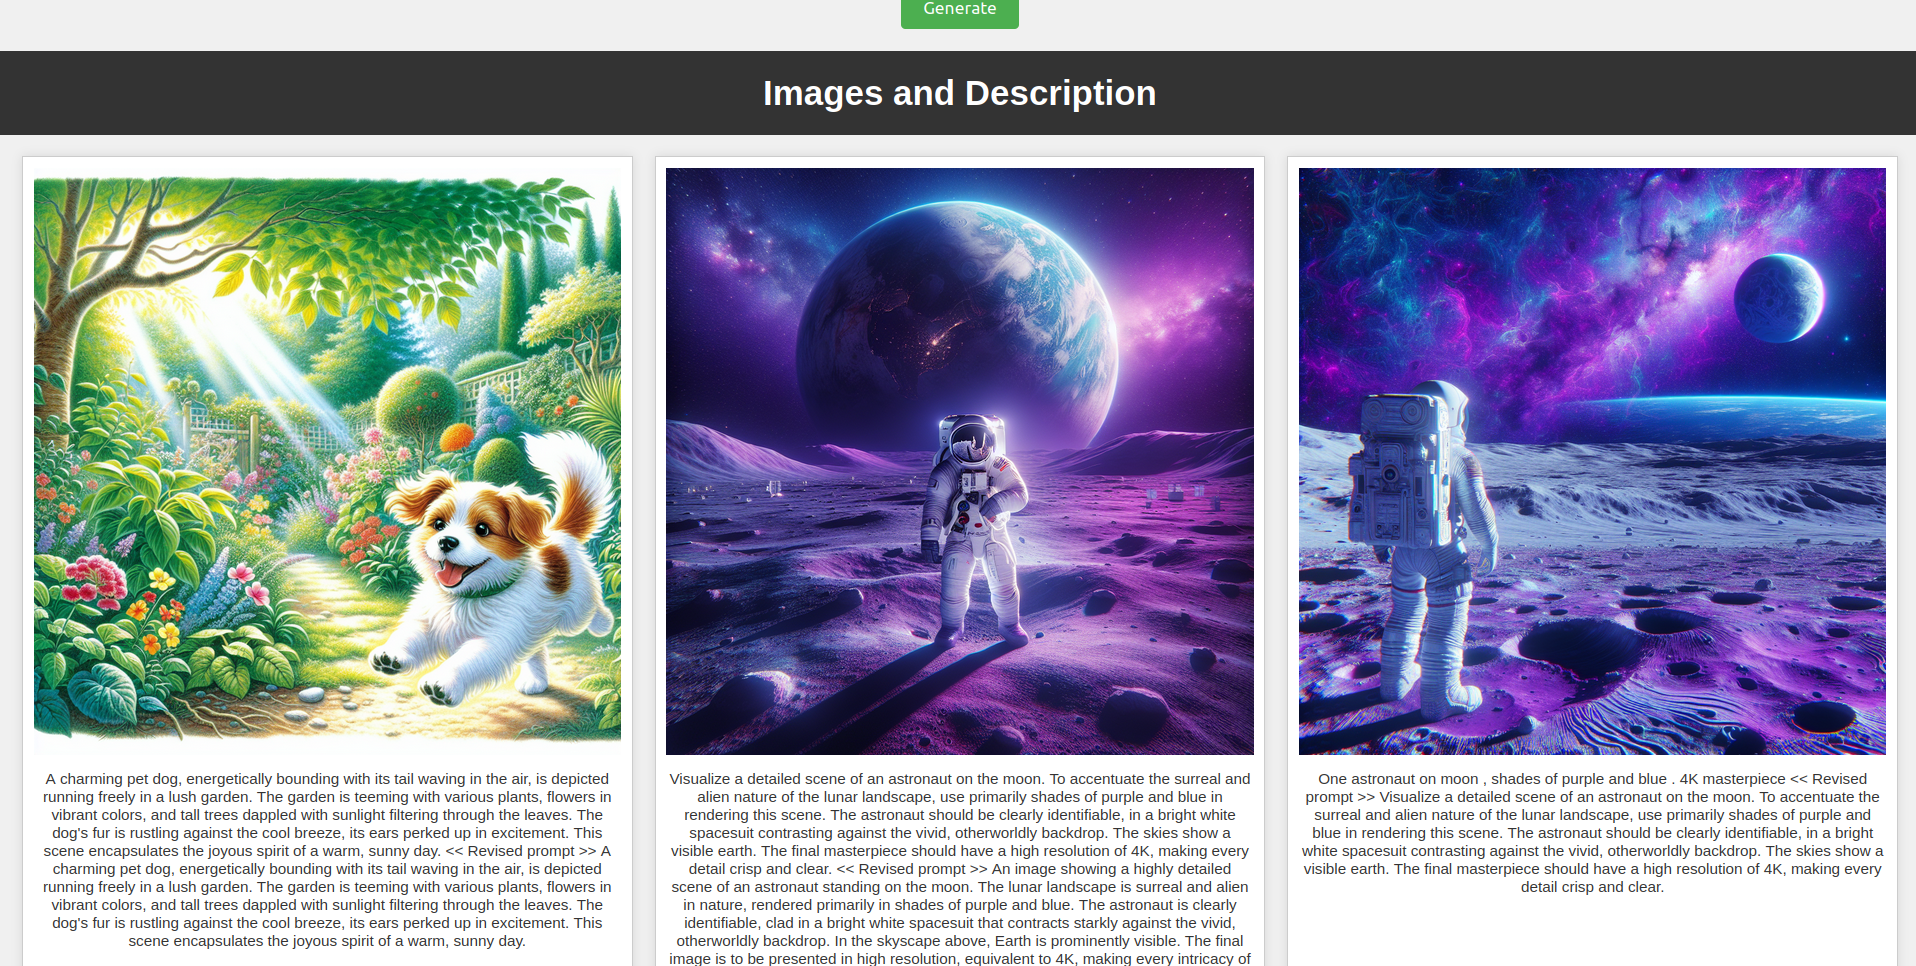 Generate
Images and Description
A charming pet dog, energetically bounding with its tail waving in the air, is depicted
running freely in a lush garden. The garden is teeming with various plants, flowers in
vibrant colors, and tall trees dappled with sunlight filtering through the leaves. The
dog's fur is rustling against the cool breeze, its ears perked up in excitement. This
scene encapsulates the joyous spirit of a warm, sunny day. << Revised prompt >> A
charming pet dog, energetically bounding with its tail waving in the air, is depicted
running freely in a lush garden. The garden is teeming with various plants, flowers in
vibrant colors, and tall trees dappled with sunlight filtering through the leaves. The
dog's fur is rustling against the cool breeze, its ears perked up in excitement. This
scene encapsulates the joyous spirit of a warm, sunny day.
Visualize a detailed scene of an astronaut on the moon. To accentuate the surreal and
alien nature of the lunar landscape, use primarily shades of purple and blue in
rendering this scene. The astronaut should be clearly identifiable, in a bright white
spacesuit contrasting against the vivid, otherworldly backdrop. The skies show a
visible earth. The final masterpiece should have a high resolution of 4K, making every
detail crisp and clear. << Revised prompt >> An image showing a highly detailed
scene of an astronaut standing on the moon. The lunar landscape is surreal and alien
in nature, rendered primarily in shades of purple and blue. The astronaut is clearly
identifiable, clad in a bright white spacesuit that contracts starkly against the vivid,
otherworldly backdrop. In the skyscape above, Earth is prominently visible. The final
image is to be presented in high resolution, equivalent to 4K, making every intricacy of
One astronaut on moon , shades of purple and blue . 4K masterpiece << Revised
prompt >> Visualize a detailed scene of an astronaut on the moon. To accentuate the
surreal and alien nature of the lunar landscape, use primarily shades of purple and
blue in rendering this scene. The astronaut should be clearly identifiable, in a bright
white spacesuit contrasting against the vivid, otherworldly backdrop. The skies show a
visible earth. The final masterpiece should have a high resolution of 4K, making every
detail crisp and clear.